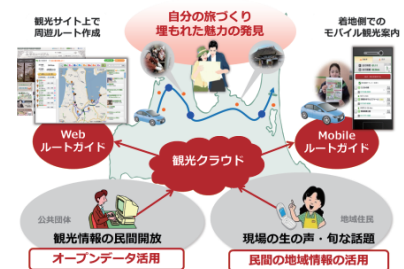 観光サイト上で
周遊ルート作成
自分の旅づくり
埋もれた魅力の発見
着地側での
モバイル観光案内
Web
ルートガイド
Mobile
ルートガイド
観光クラウド
公共団体
観光情報の民間開放
オープンデータ活用
地域住民
現場の生の声・旬な話題
民間の地域情報の活用